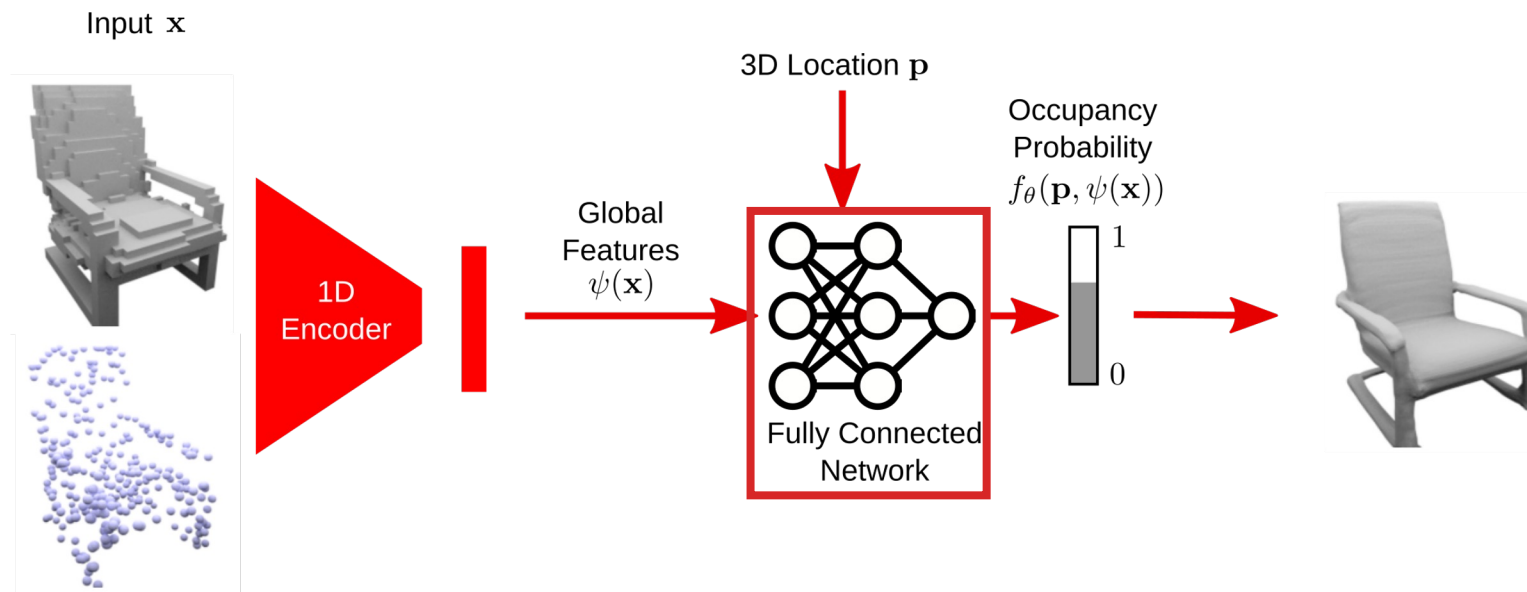 Input x
1D
Encoder
Global
Features
ψ(x)
3D Location p
Fully Connected
Network
Occupancy
Probability
f_θ(p, ψ(x))
1
0